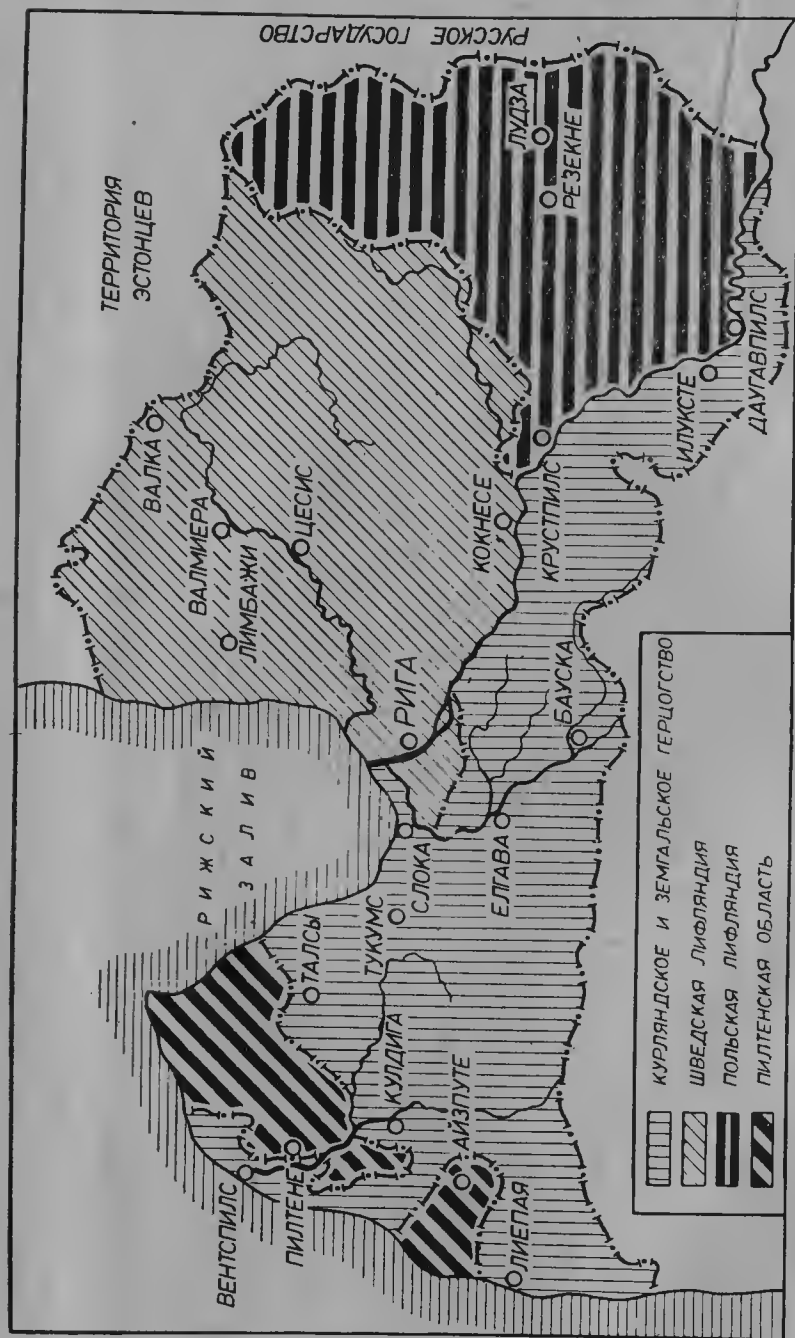 РУССКОЕ ГОСУДАРСТВО
ТЕРРИТОРИЯ
ЭСТОНЦЕВ
ВАЛКА
ВАЛМИЕРА
ЛИМБАЖИ
ЦЕСИС
РИЖСКИЙ
ЗАЛИВ
РИГА
КОКНЕСЕ
КРУСТПИЛС
ЛУДЗА
РЕЗЕКНЕ
ИЛУКСТЕ
ДАУГАВПИЛС
ВЕНТСПИЛС
ПИЛТЕНЕ
ТАЛСЫ
ТУКУМС
СЛОКА
ЕЛГАВА
БАУСКА
КУЛДИГА
АЙЗПУТЕ
ЛИЕПАЯ
КУРЛЯНДСКОЕ И ЗЕМГАЛЬСКОЕ ГЕРЦОГСТВО
ШВЕДСКАЯ ЛИФЛЯНДИЯ
ПОЛЬСКАЯ ЛИФЛЯНДИЯ
ПИЛТЕНСКАЯ ОБЛАСТЬ